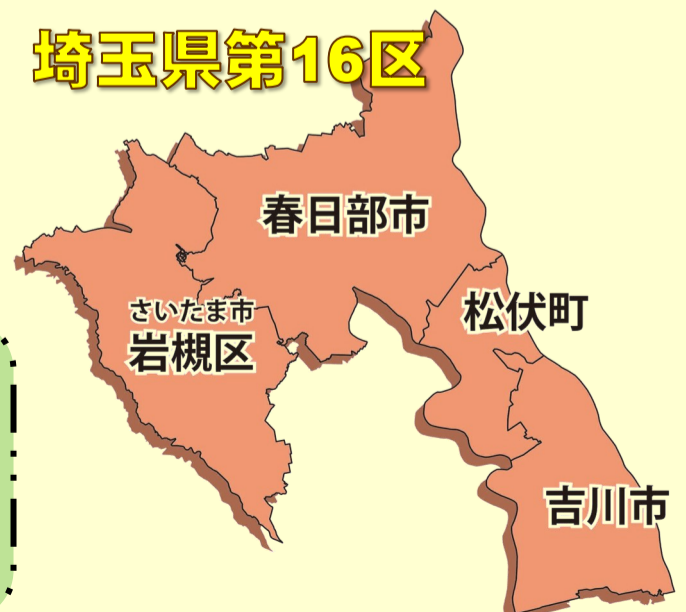 埼玉県第16区
春日部市
松伏町
さいたま市
岩槻区
吉川市